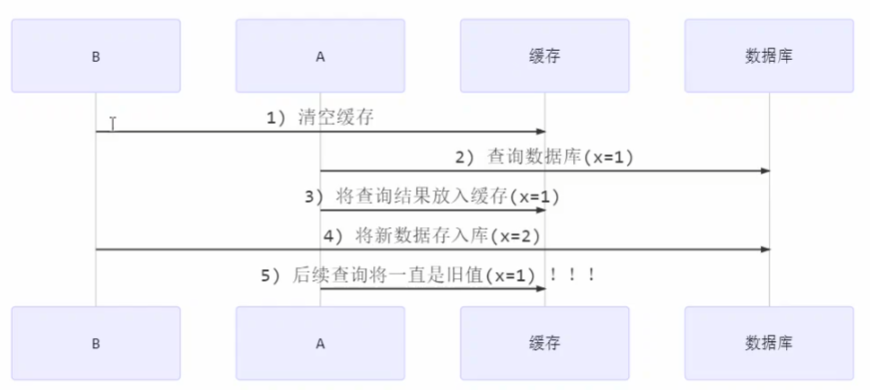 B A 缓存 数据库
1) 清空缓存
2) 查询数据库(x=1)
3) 将查询结果放入缓存(x=1)
4) 将新数据存入库(x=2)
5) 后续查询将一直是旧值(x=1) ！！！
B A 缓存 数据库